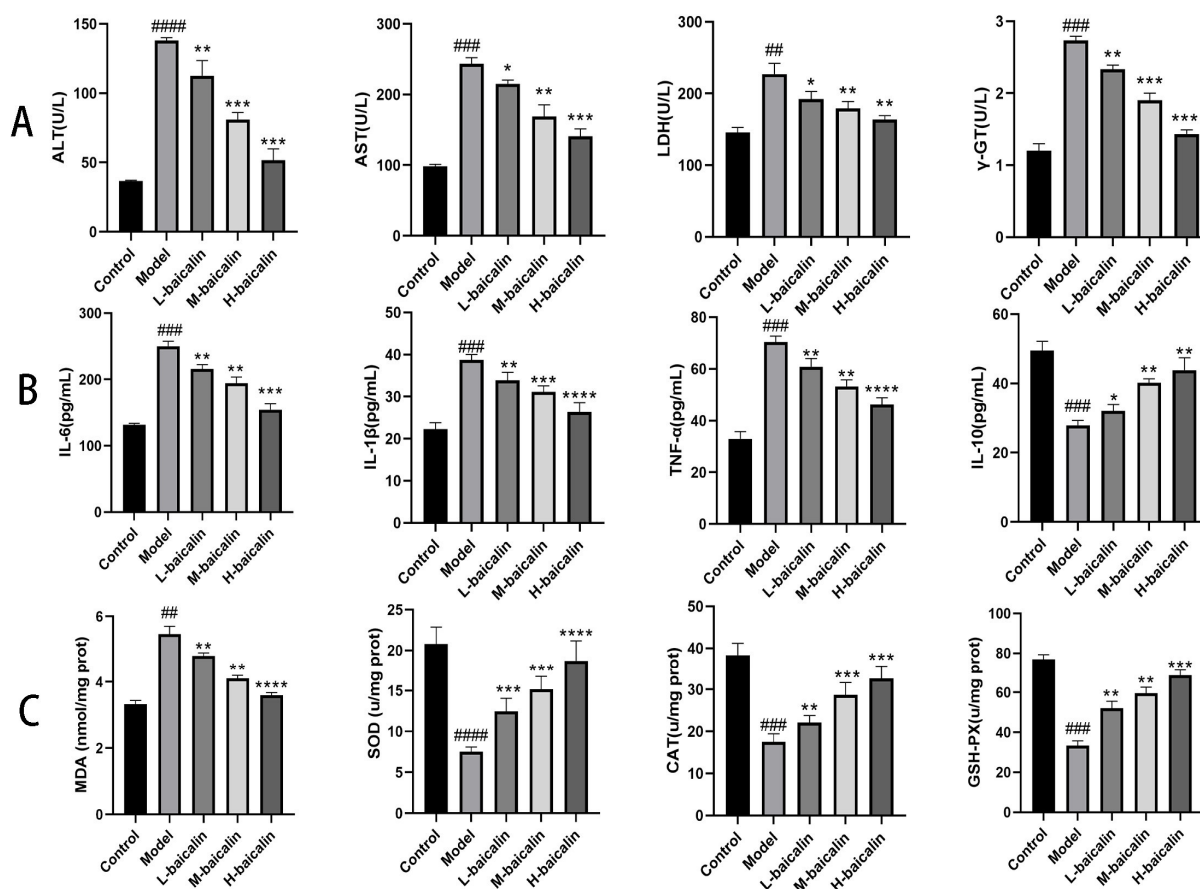 A
ALT(U/L)
150
100
50
0
####
**
***
***
Control
Model
L-baicalin
M-baicalin
H-baicalin
AST(U/L)
300
200
100
0
###
*
**
***
Control
Model
L-baicalin
M-baicalin
H-baicalin
LDH(U/L)
300
200
100
0
##
*
**
**
Control
Model
L-baicalin
M-baicalin
H-baicalin
γ-GT(U/L)
3
2
1
0
###
**
***
***
Control
Model
L-baicalin
M-baicalin
H-baicalin
B
IL-6(pg/mL)
300
200
100
0
###
**
**
***
Control
Model
L-baicalin
M-baicalin
H-baicalin
IL-1β(pg/mL)
50
40
30
20
10
0
###
**
***
****
Control
Model
L-baicalin
M-baicalin
H-baicalin
TNF-α(pg/mL)
80
60
40
20
0
###
**
**
****
Control
Model
L-baicalin
M-baicalin
H-baicalin
IL-10(pg/mL)
60
40
20
0
###
*
**
**
Control
Model
L-baicalin
M-baicalin
H-baicalin
C
MDA (nmol/mg prot)
6
4
2
0
##
**
**
****
Control
Model
L-baicalin
M-baicalin
H-baicalin
SOD (u/mg prot)
25
20
15
10
5
0
####
***
***
****
Control
Model
L-baicalin
M-baicalin
H-baicalin
CAT(u/mg prot)
50
40
30
20
10
0
###
**
***
***
Control
Model
L-baicalin
M-baicalin
H-baicalin
GSH-PX(u/mg prot)
100
80
60
40
20
0
###
**
**
***
Control
Model
L-baicalin
M-baicalin
H-baicalin